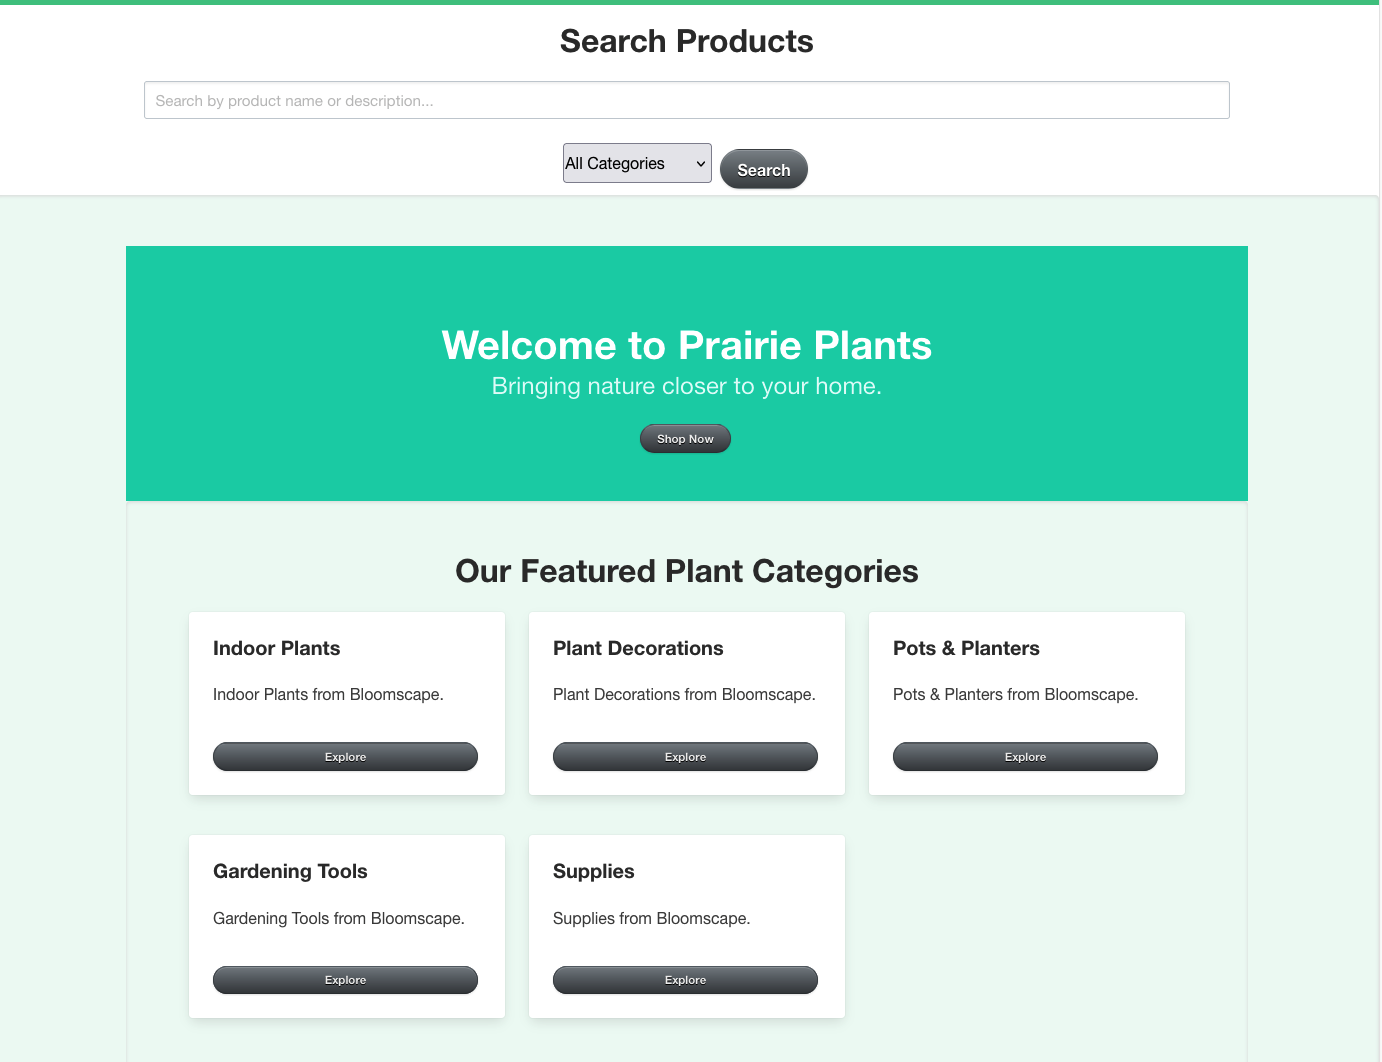 Search Products
Search by product name or description...
All Categories
Search
Welcome to Prairie Plants
Bringing nature closer to your home.
Shop Now
Our Featured Plant Categories
Indoor Plants
Indoor Plants from Bloomscape.
Explore
Plant Decorations
Plant Decorations from Bloomscape.
Explore
Pots & Planters
Pots & Planters from Bloomscape.
Explore
Gardening Tools
Gardening Tools from Bloomscape.
Explore
Supplies
Supplies from Bloomscape.
Explore